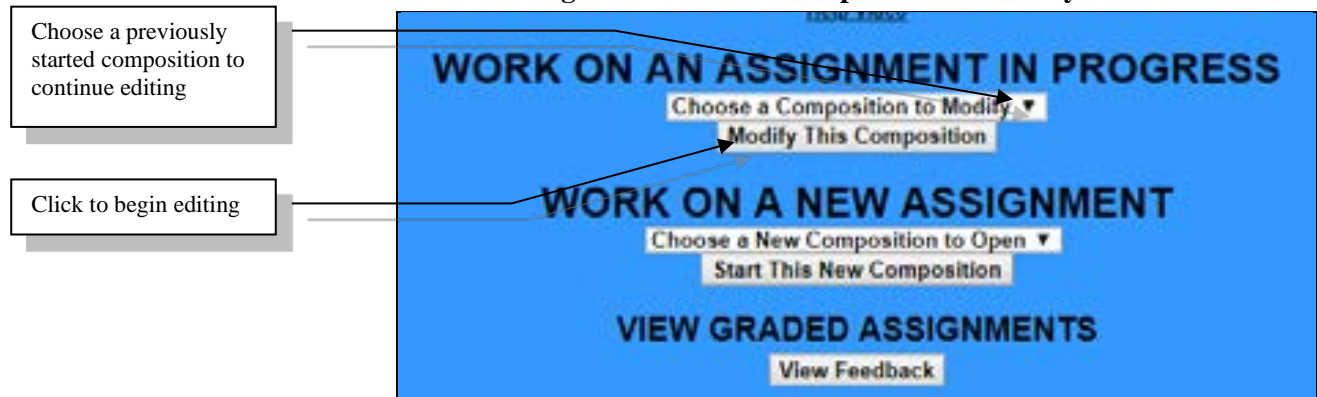 Choose a previously
started composition to
continue editing
WORK ON AN ASSIGNMENT IN PROGRESS
Choose a Composition to Modify ▼
Modify This Composition
Click to begin editing
WORK ON A NEW ASSIGNMENT
Choose a New Composition to Open ▼
Start This New Composition
VIEW GRADED ASSIGNMENTS
View Feedback